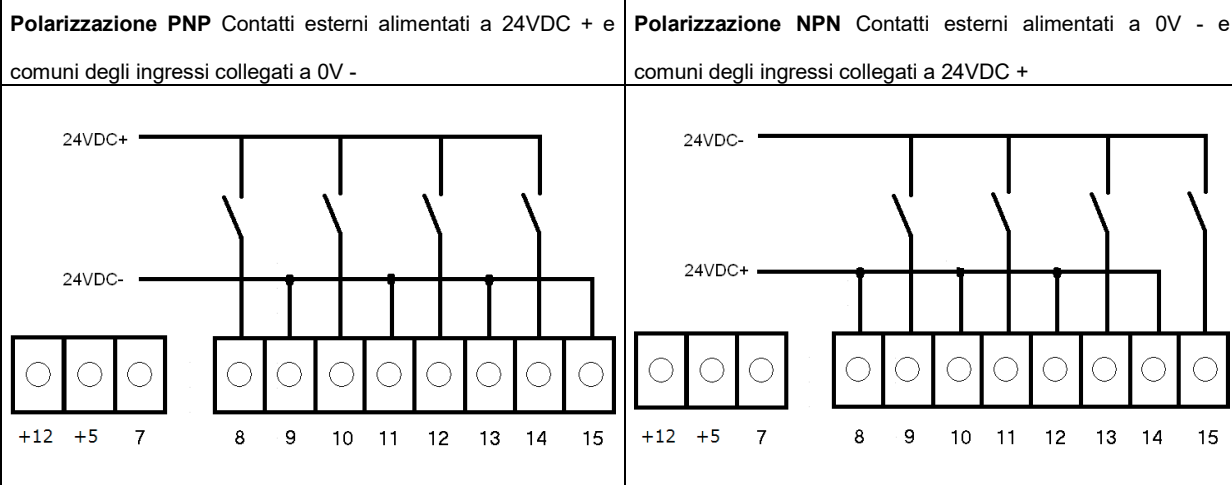 Polarizzazione PNP Contatti esterni alimentati a 24VDC + e
comuni degli ingressi collegati a 0V -
Polarizzazione NPN Contatti esterni alimentati a 0V - e
comuni degli ingressi collegati a 24VDC +
24VDC+
24VDC-
+12 +5 7 8 9 10 11 12 13 14 15
24VDC-
24VDC+
+12 +5 7 8 9 10 11 12 13 14 15